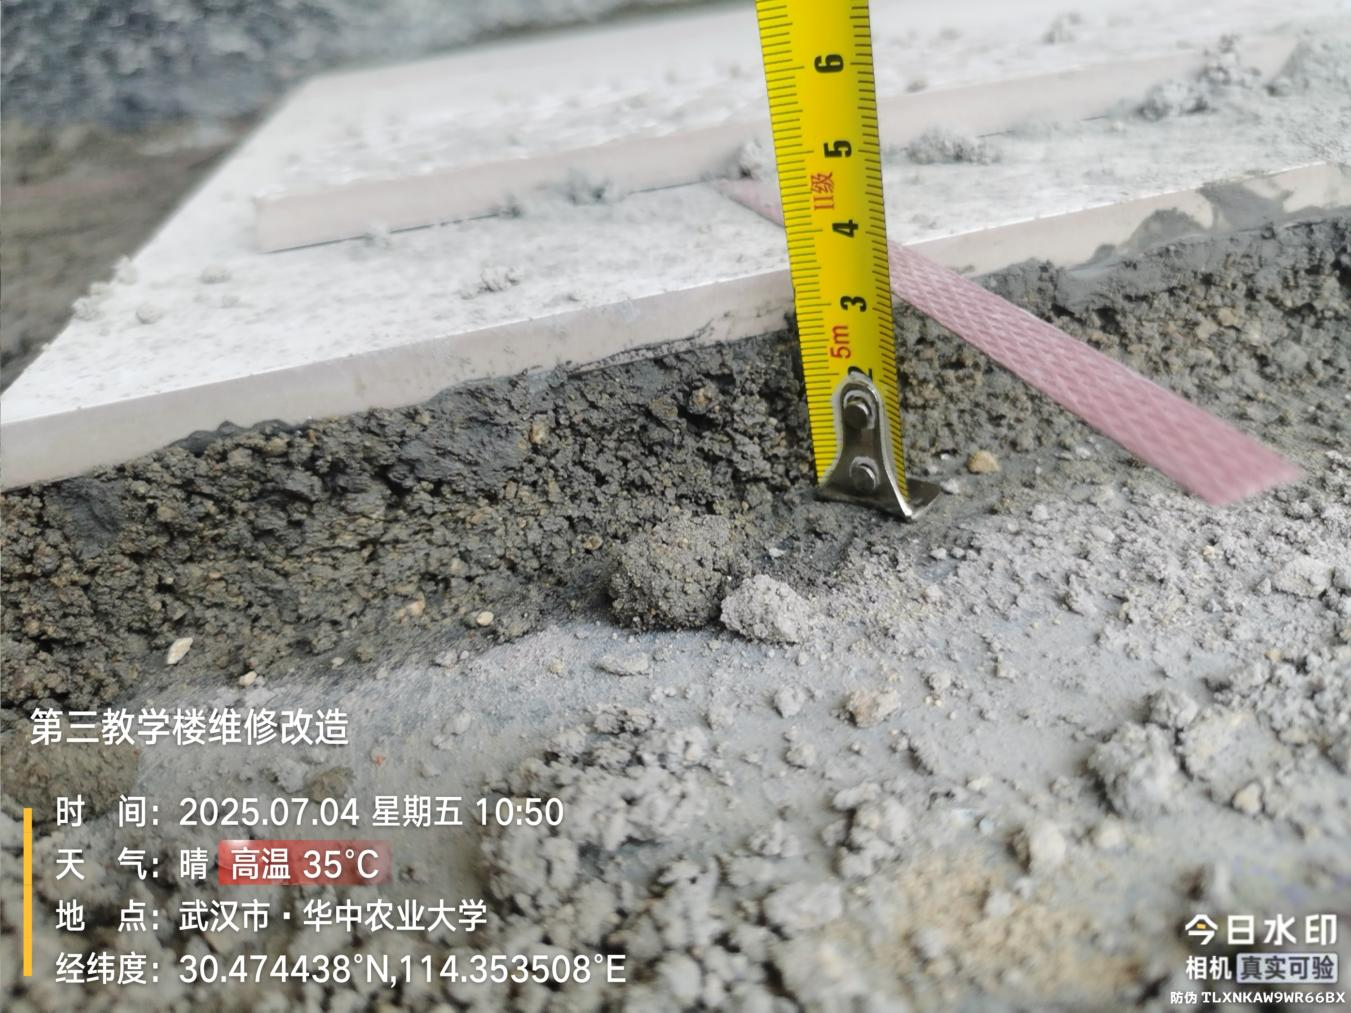 6
5
II级
4
3
5m
2
第三教学楼维修改造
时 间：2025.07.04 星期五 10:50
天 气：晴 高温 35°C
地 点：武汉市·华中农业大学
经纬度：30.474438°N,114.353508°E
今日水印
相机 真实可验
防伪 TLXNKAW9WR66BX